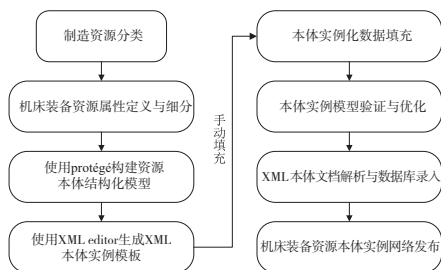 制造资源分类
机床装备资源属性定义与细分
使用protégé构建资源
本体结构化模型
使用XML editor生成XML
本体实例模板
手动填充
本体实例化数据填充
本体实例模型验证与优化
XML本体文档解析与数据库录入
机床装备资源本体实例网络发布